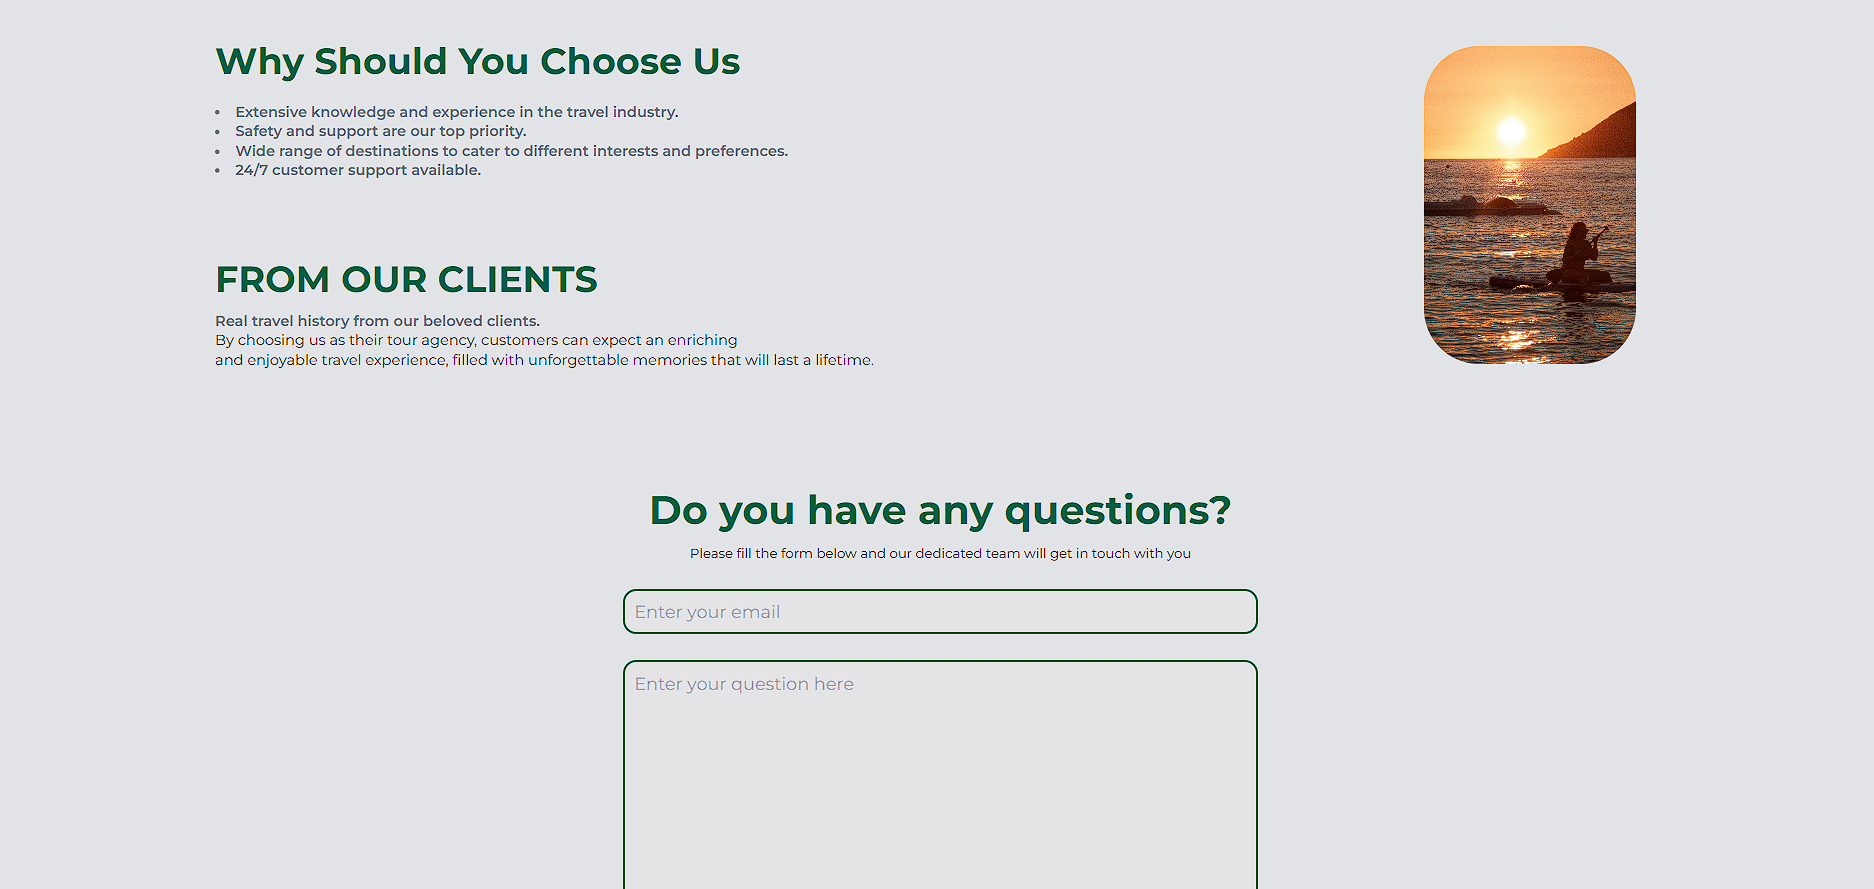 Why Should You Choose Us
• Extensive knowledge and experience in the travel industry.
• Safety and support are our top priority.
• Wide range of destinations to cater to different interests and preferences.
• 24/7 customer support available.
FROM OUR CLIENTS
Real travel history from our beloved clients.
By choosing us as their tour agency, customers can expect an enriching
and enjoyable travel experience, filled with unforgettable memories that will last a lifetime.
Do you have any questions?
Please fill the form below and our dedicated team will get in touch with you
Enter your email
Enter your question here